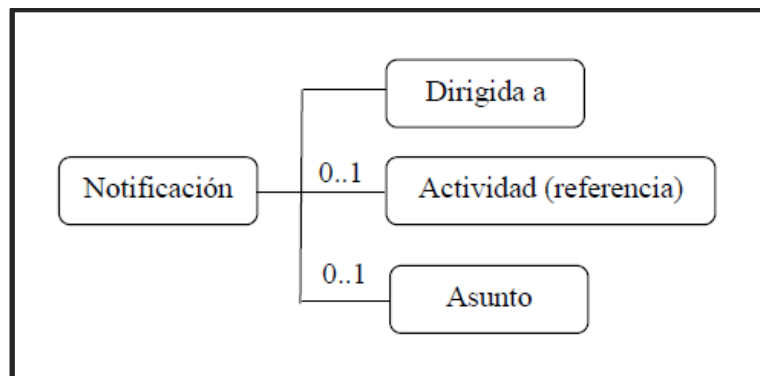 Dirigida a
0..1
Notificación
Actividad (referencia)
0..1
Asunto